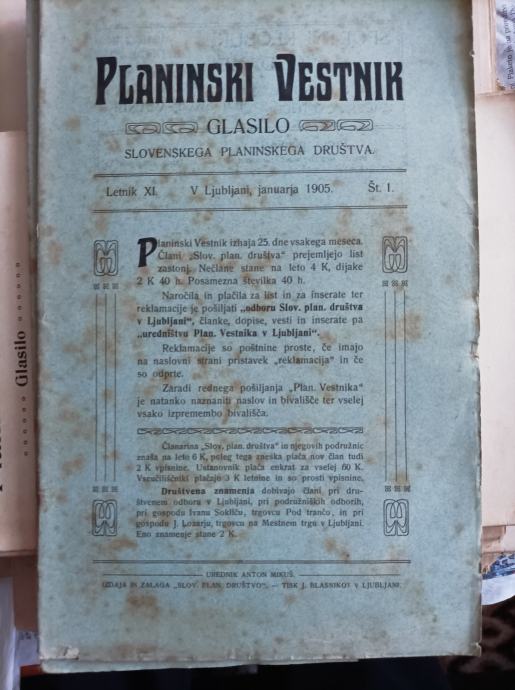 PLANINSKI VESTNIK
GLASILO
SLOVENSKEGA PLANINSKEGA DRUŠTVA.
Letnik XI. V Ljubljani, januarja 1905. Št. 1.
Planinski Vestnik izhaja 25. dne vsakega meseca.
Člani „Slov. plan. društva“ prejemljejo list
zastonj. Nečlane stane na leto 4 K, dijake
2 K 40 h. Posamezna številka 40 h.
Naročila in plačila za list in za inserate ter
reklamacije je pošiljati „odboru Slov. plan. društva
v Ljubljani“, članke, dopise, vesti in inserate pa
„uredništvu Plan. Vestnika v Ljubljani“.
Reklamacije so poštnine proste, če imajo
na naslovni strani pristavek „reklamacija“ in če
so odprte.
Zaradi rednega pošiljanja „Plan. Vestnika“
je natanko naznaniti naslov in bivališče ter vselej
vsako izpremembo bivališča.
Članarina „Slov. plan. društva“ in njegovih podružnic
znaša na leto 6 K, poleg tega zneska plača nov član tudi
2 K vpisnine. Ustanovnik plača enkrat za vselej 60 K.
Vseučiliščniki plačajo 3 K letnine in so prosti vpisnine.
Društvena znamenja dobivajo člani pri dru-
štvenem odboru v Ljubljani, pri podružniških odborih,
pri gospodu Ivanu Sokliču, trgovcu Pod trančo, in pri
gospodu J. Lozarju, trgovcu na Mestnem trgu v Ljubljani.
Eno znamenje stane 2 K.
UREDNIK ANTON MIKUŠ.
IZDAJA IN ZALAGA „SLOV. PLAN. DRUŠTVO“. — TISK J. BLASNIKOV V LJUBLJANI.
Glasilo